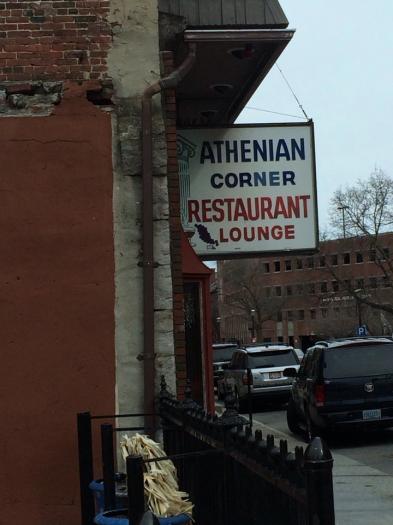 ATHENIAN
CORNER
RESTAURANT
LOUNGE
P